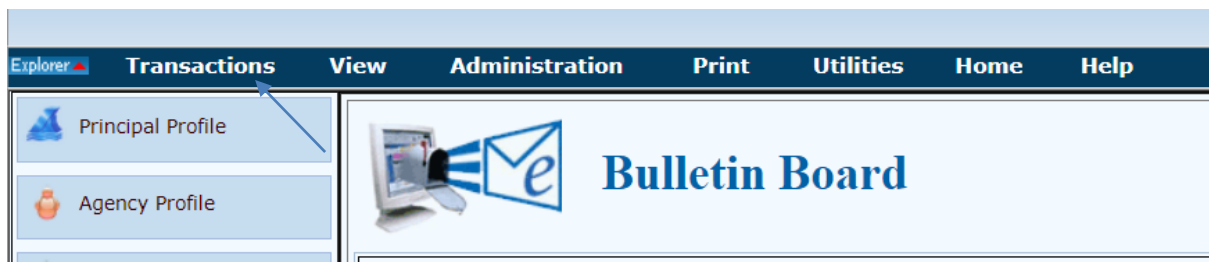 Explorer Transactions View Administration Print Utilities Home Help
Principal Profile
Bulletin Board
Agency Profile